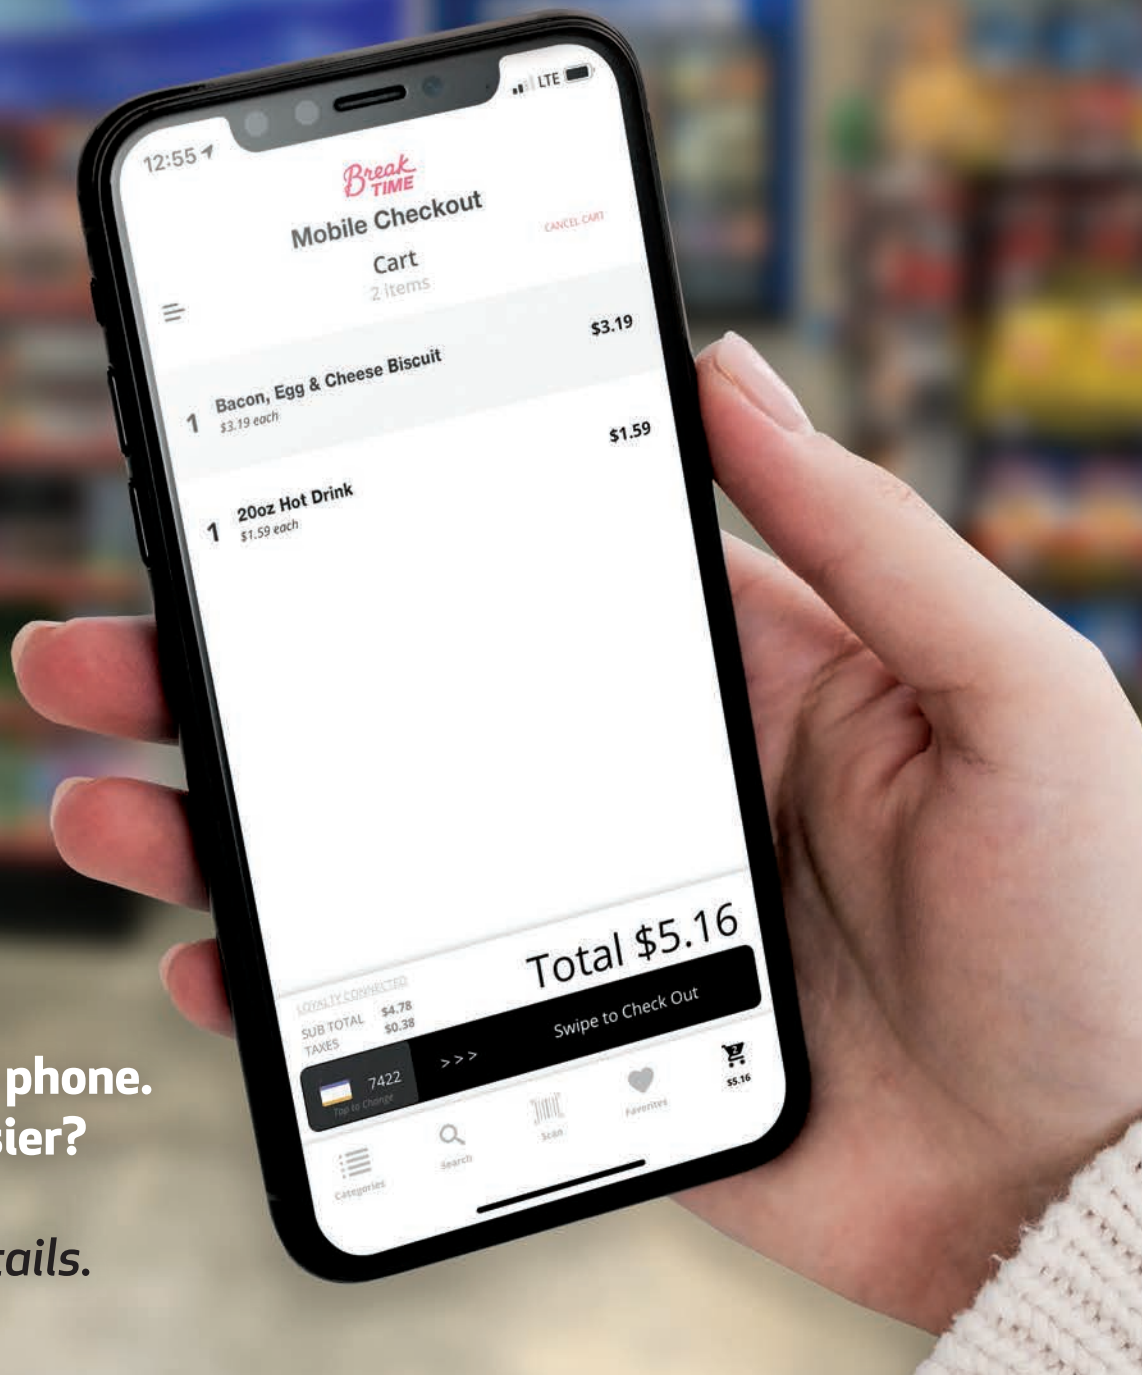 12:55
LTE
Break
TIME
Mobile Checkout
CANCEL CART
Cart
2 items
1 Bacon, Egg & Cheese Biscuit $3.19
$3.19 each
1 20oz Hot Drink $1.59
$1.59 each
Total $5.16
LOYALTY CONNECTED
SUB TOTAL $4.78
TAXES $0.38
7422 >>> Swipe to Check Out
Tap to Change
Categories
Search
Scan
Favorites
2
$5.16
phone.
sier?
tails.